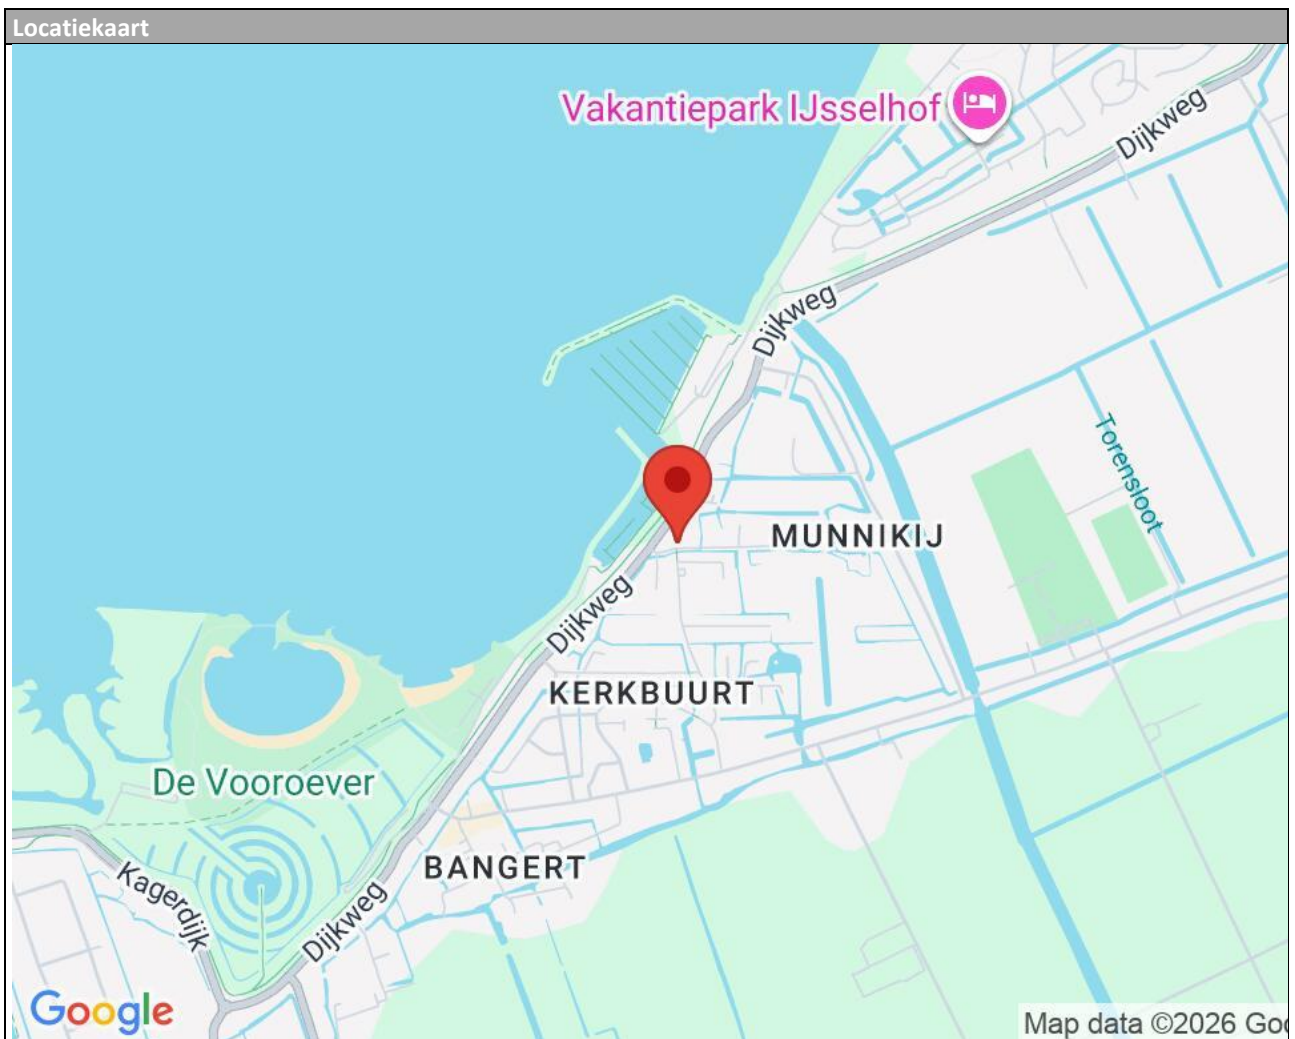 Locatiekaart
Vakantiepark IJsselhof
Dijkweg
Dijkweg
Torensloot
MUNNIKIJ
Dijkweg
KERKBUURT
De Vooroever
BANGERT
Kagerdijk
Dijkweg
Google
Map data ©2026